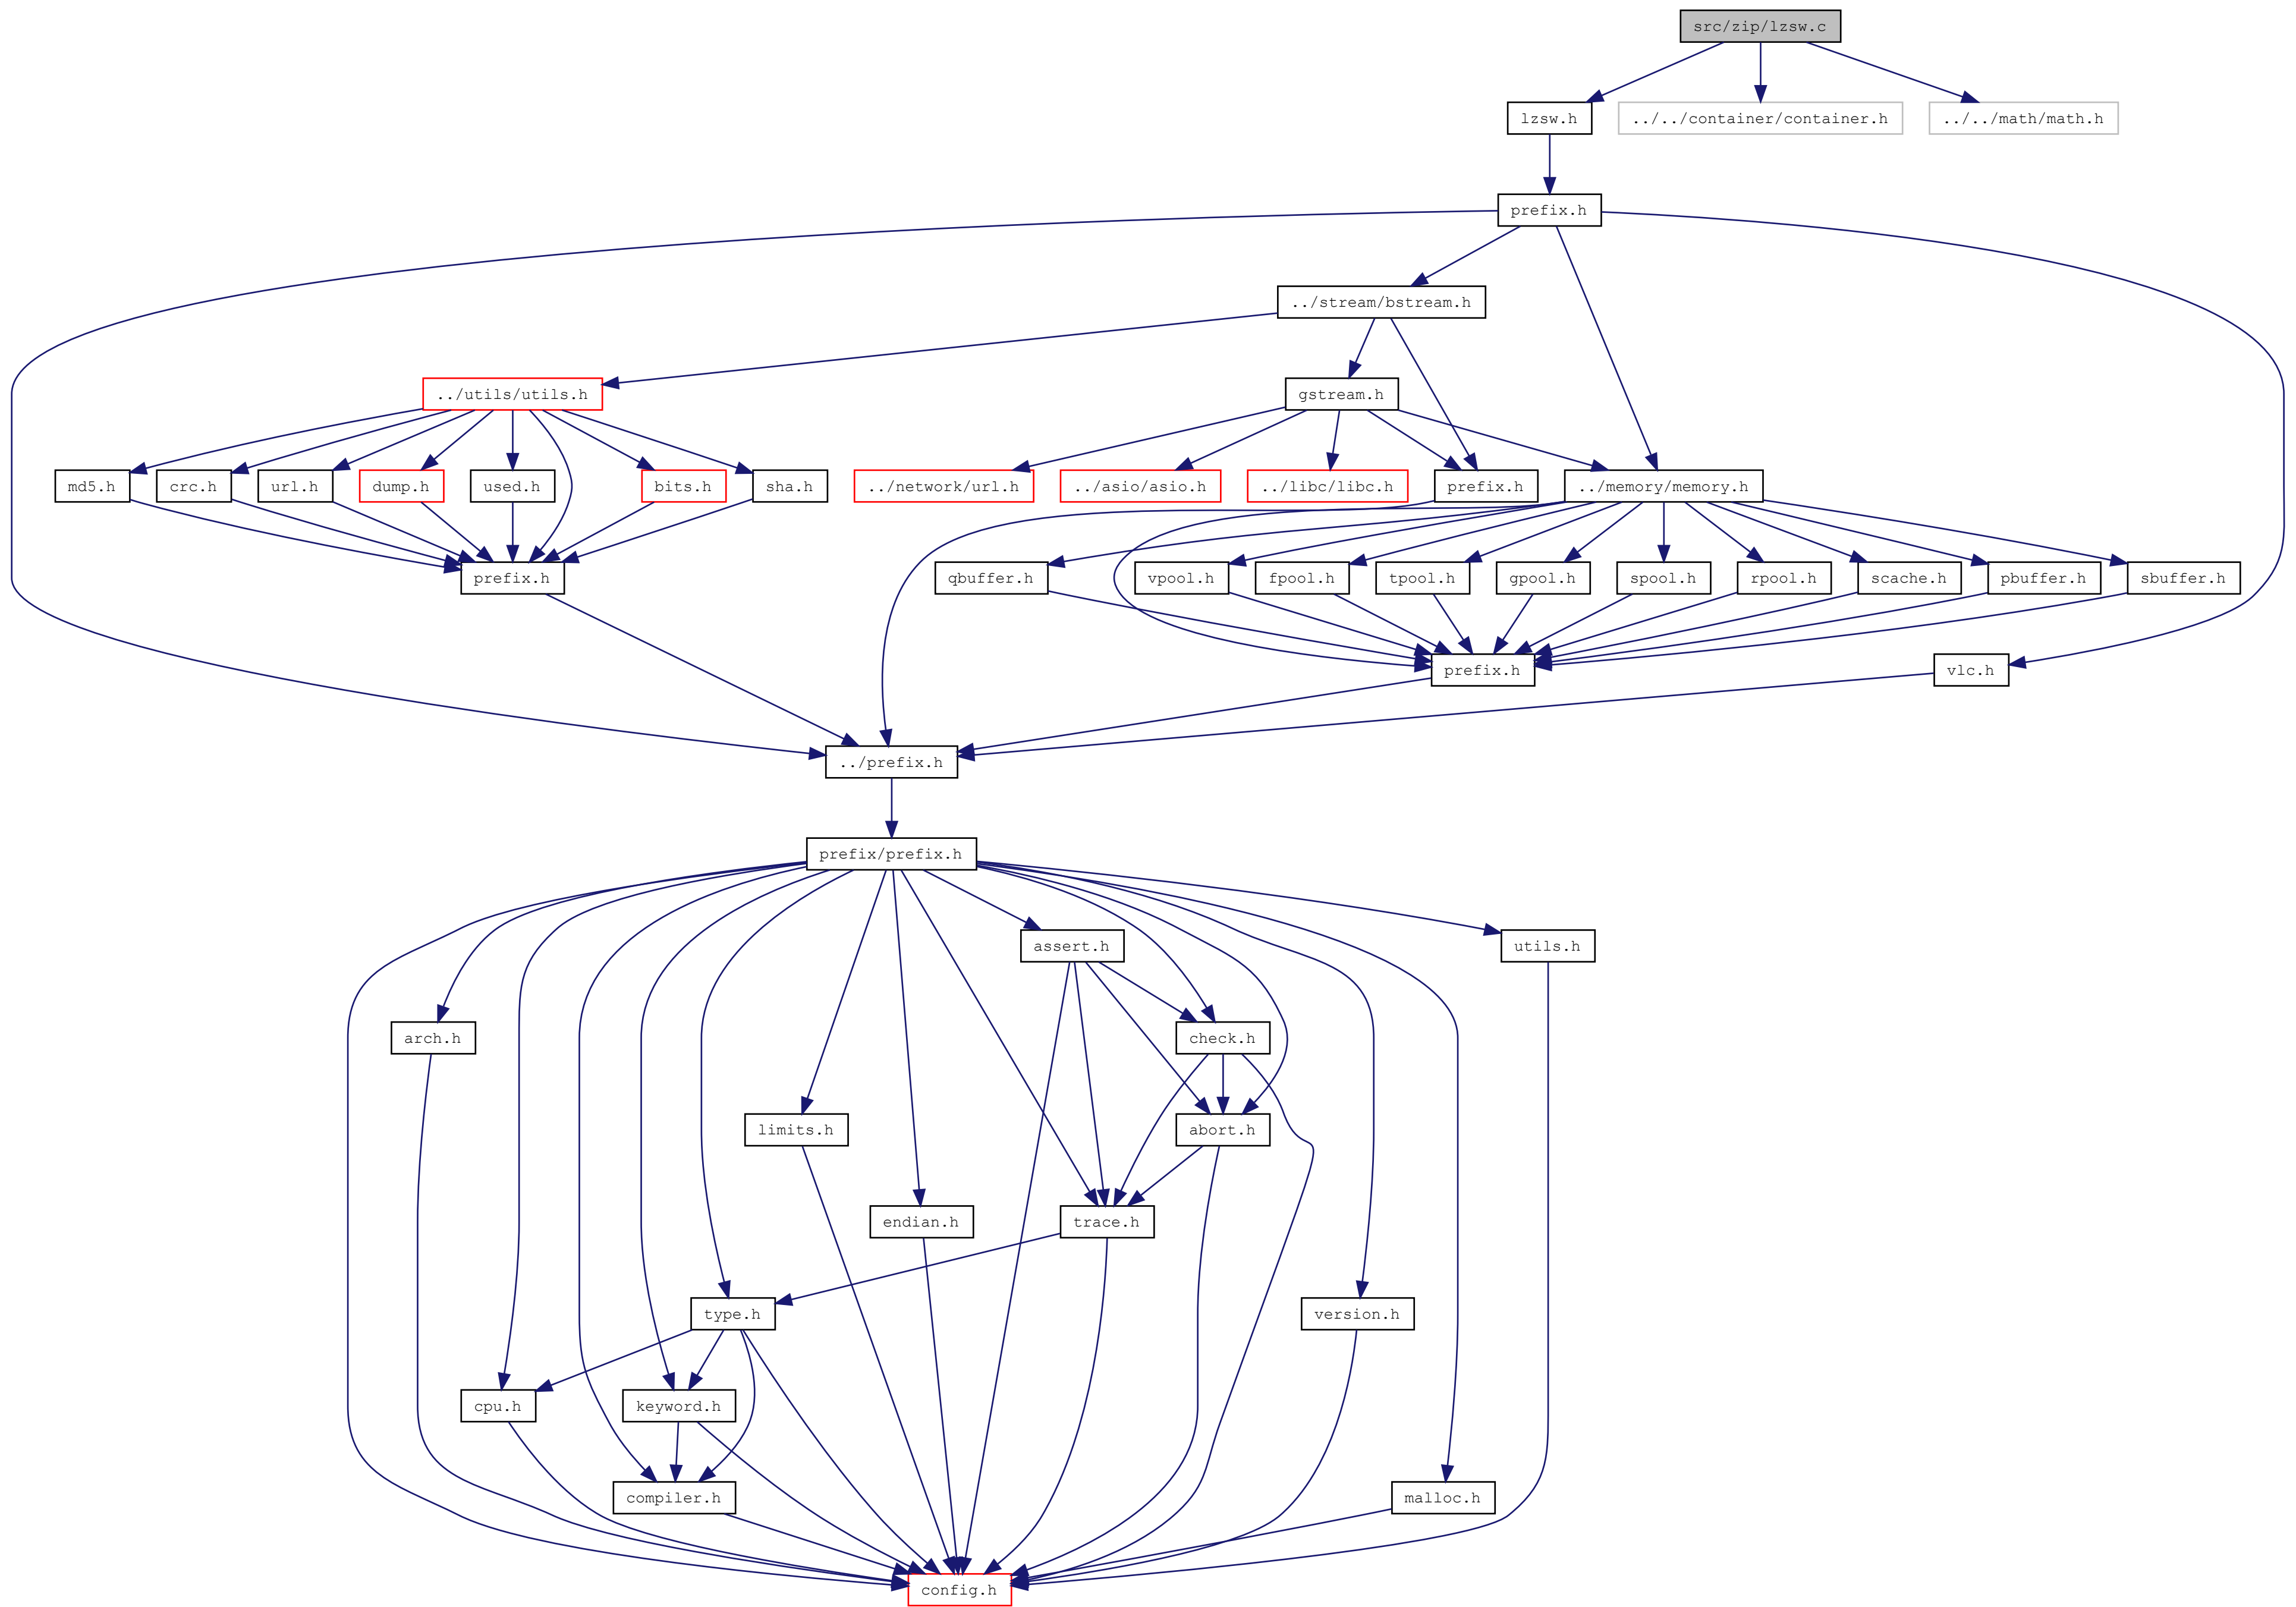 src/zip/lzsw.c
lzsw.h
../../container/container.h
../../math/math.h
prefix.h
../stream/bstream.h
../utils/utils.h
gstream.h
md5.h
crc.h
url.h
dump.h
used.h
bits.h
sha.h
../network/url.h
../asio/asio.h
../libc/libc.h
prefix.h
../memory/memory.h
prefix.h
qbuffer.h
vpool.h
fpool.h
tpool.h
gpool.h
spool.h
rpool.h
scache.h
pbuffer.h
sbuffer.h
prefix.h
vlc.h
../prefix.h
prefix/prefix.h
assert.h
utils.h
arch.h
check.h
limits.h
abort.h
endian.h
trace.h
type.h
version.h
cpu.h
keyword.h
compiler.h
malloc.h
config.h